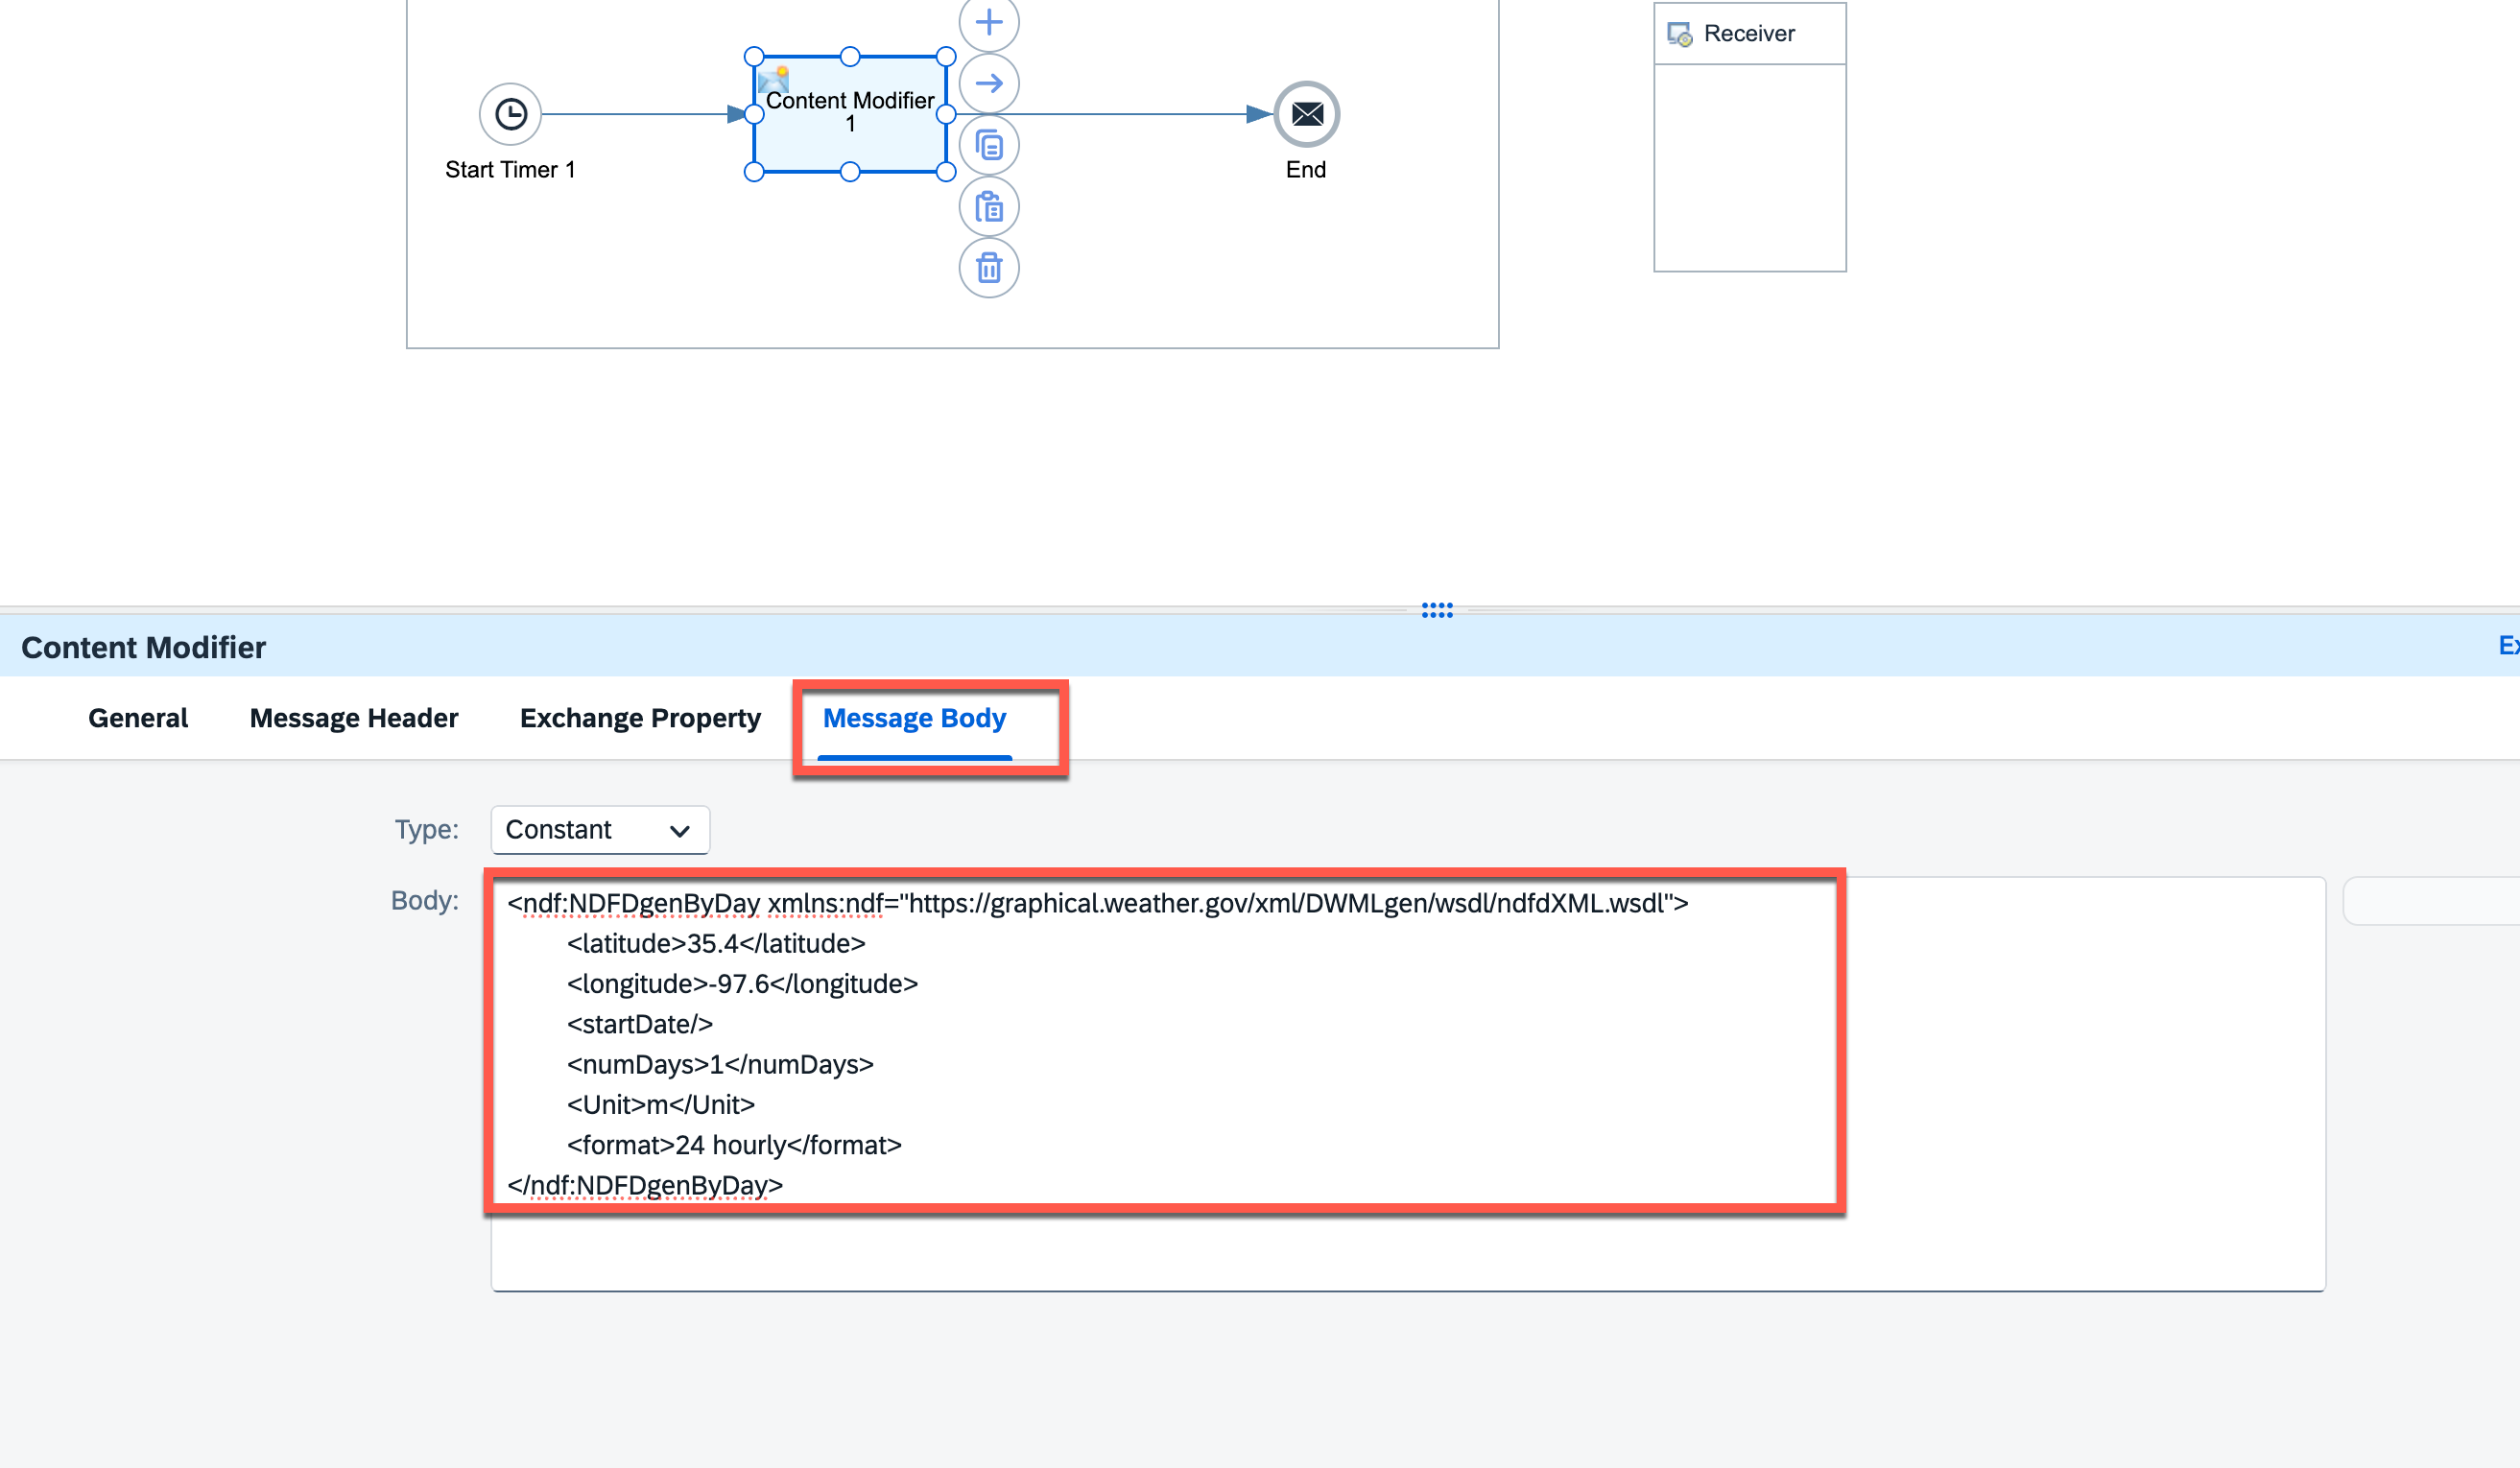 Receiver
Content Modifier
1
Start Timer 1
End
Content Modifier
Ex
General Message Header Exchange Property Message Body
Type: Constant
Body: <ndf:NDFDgenByDay xmlns:ndf="https://graphical.weather.gov/xml/DWMLgen/wsdl/ndfdXML.wsdl">
<latitude>35.4</latitude>
<longitude>-97.6</longitude>
<startDate/>
<numDays>1</numDays>
<Unit>m</Unit>
<format>24 hourly</format>
</ndf:NDFDgenByDay>